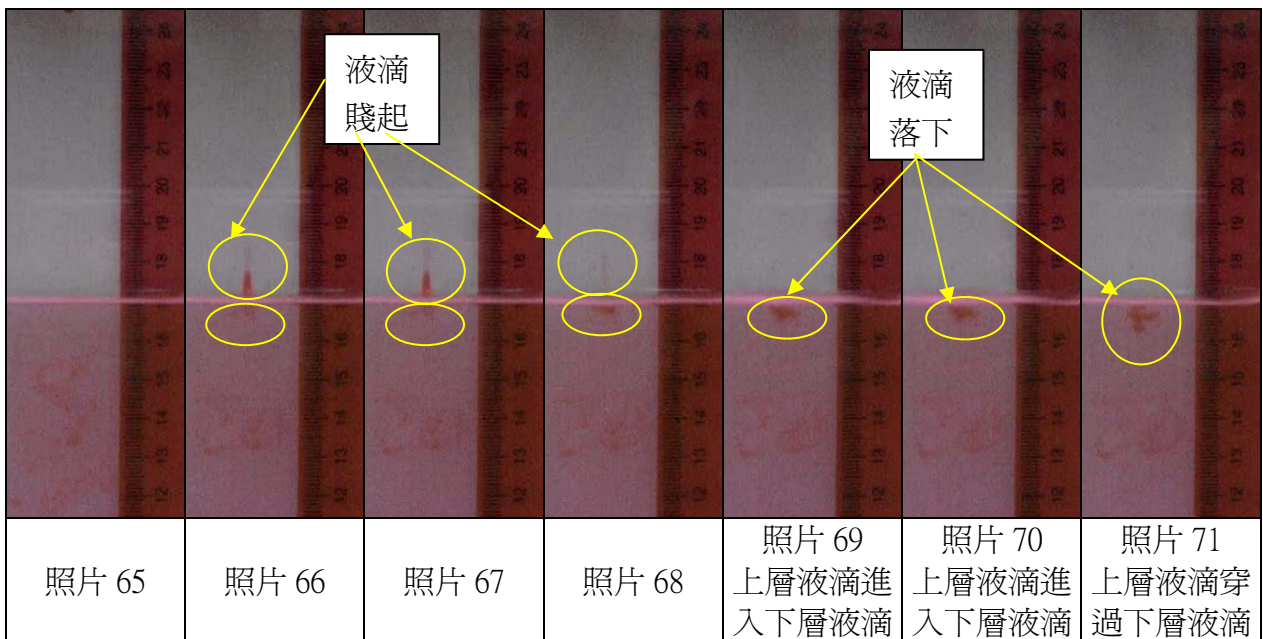 液滴
賤起
液滴
落下
照片 65
照片 66
照片 67
照片 68
照片 69
上層液滴進
入下層液滴
照片 70
上層液滴進
入下層液滴
照片 71
上層液滴穿
過下層液滴